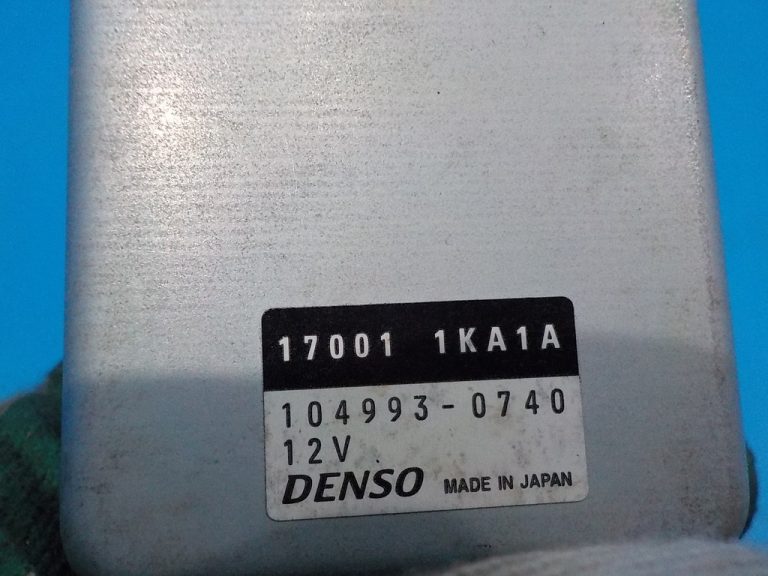 17001 1KA1A
104993-0740
12V
DENSO MADE IN JAPAN